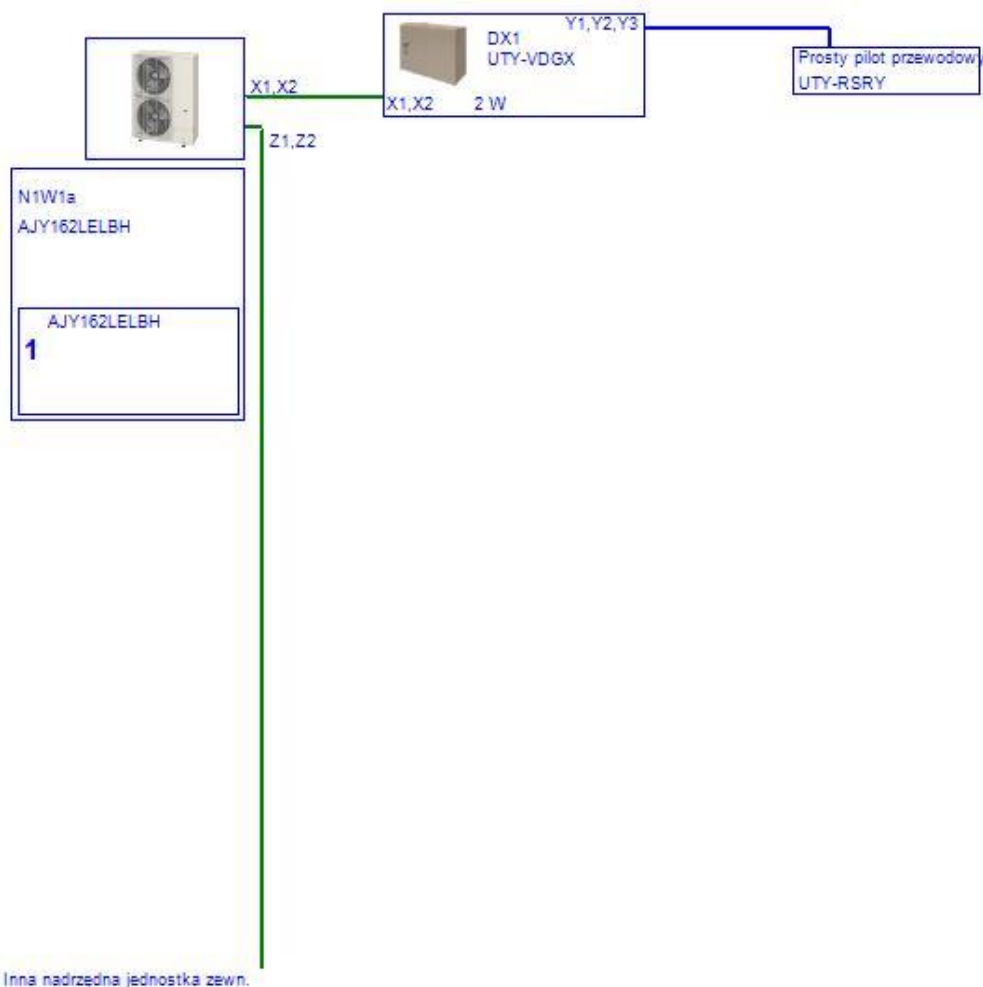 Y1,Y2,Y3
DX1
UTY-VDGX
X1,X2
X1,X2
2 W
Prosty pilot przewodowy
UTY-RSRY
Z1,Z2
N1W1a
AJY162LELBH
AJY162LELBH
1
Inna nadrzędna jednostka zewn.